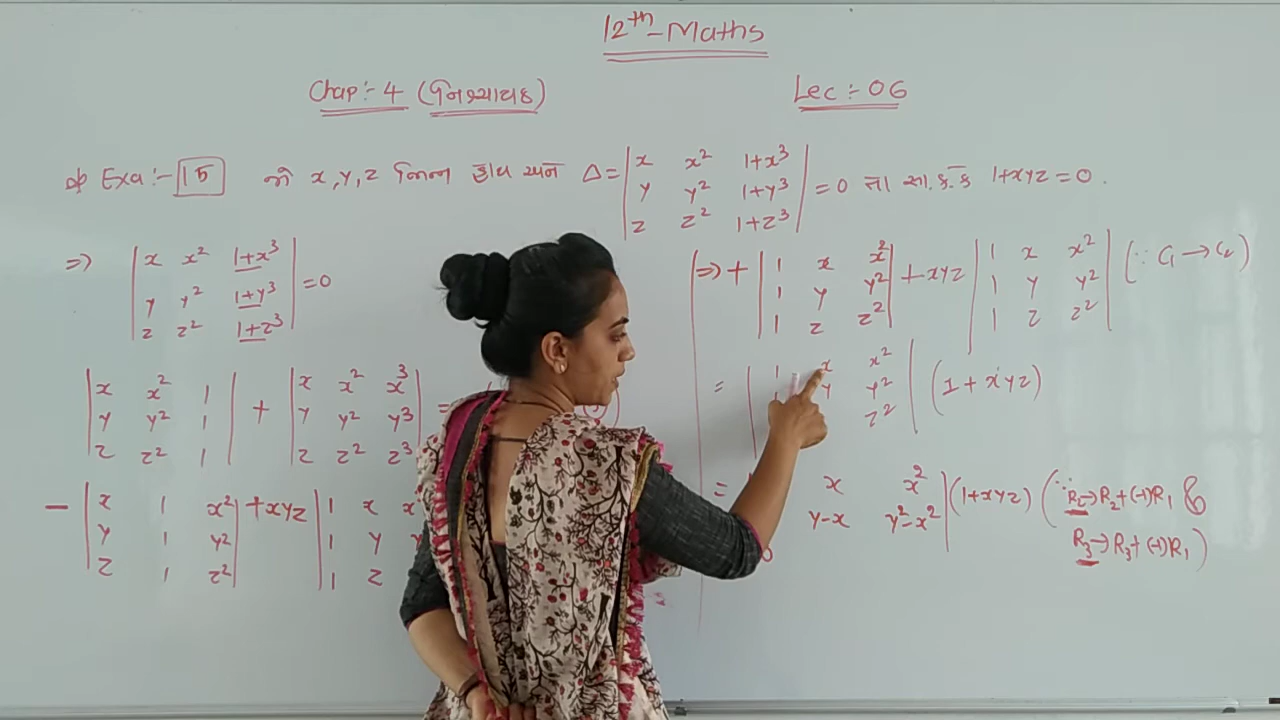 12th - Maths
Chap:- 4 (નિશ્ચાયક)
Lec :- 06
Exa:- 15 જો x, y, z ભિન્ન હોય અને Δ = | x x² 1+x³ | = 0 તો સા.ક.કે 1+xyz = 0.
| y y² 1+y³ |
| z z² 1+z³ |
⇒ | x x² 1+x³ | = 0
| y y² 1+y³ |
| z z² 1+z³ |
| x x² 1 | + | x x² x³ | =
| y y² 1 | | y y² y³ |
| z z² 1 | | z z² z³ |
- | x 1 x² | + xyz | 1 x
| y 1 y² | | 1 y
| z 1 z² | | 1 z
⇒ + | 1 x x² | + xyz | 1 x x² | (∵ C₁ → C₂)
| 1 y y² | | 1 y y² |
| 1 z z² | | 1 z z² |
= | 1 x x² | (1 + xyz)
y y² |
z² |
= x x² | (1+xyz) (∵ R₂→R₂+(-1)R₁ &
y-x y²-x² | R₃→R₃+(-1)R₁)
0